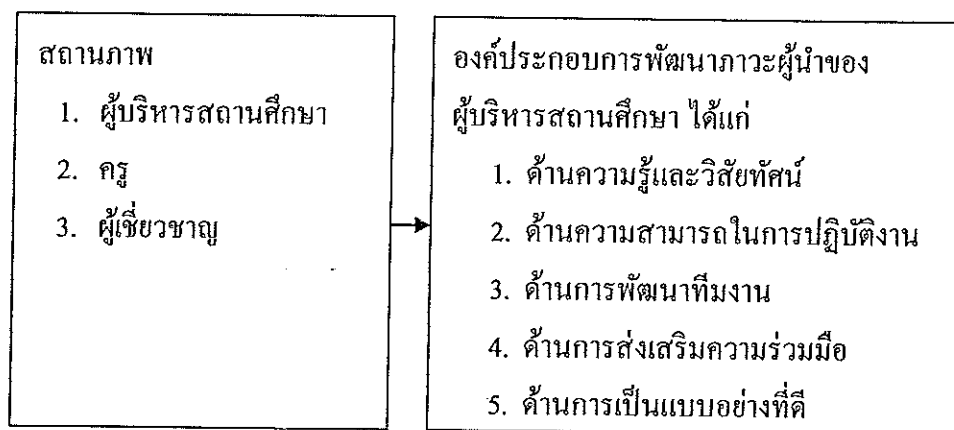 สถานภาพ
1. ผู้บริหารสถานศึกษา
2. ครู
3. ผู้เชี่ยวชาญ
องค์ประกอบการพัฒนาภาวะผู้นำของ
ผู้บริหารสถานศึกษา ได้แก่
1. ด้านความรู้และวิสัยทัศน์
2. ด้านความสามารถในการปฏิบัติงาน
3. ด้านการพัฒนาทีมงาน
4. ด้านการส่งเสริมความร่วมมือ
5. ด้านการเป็นแบบอย่างที่ดี